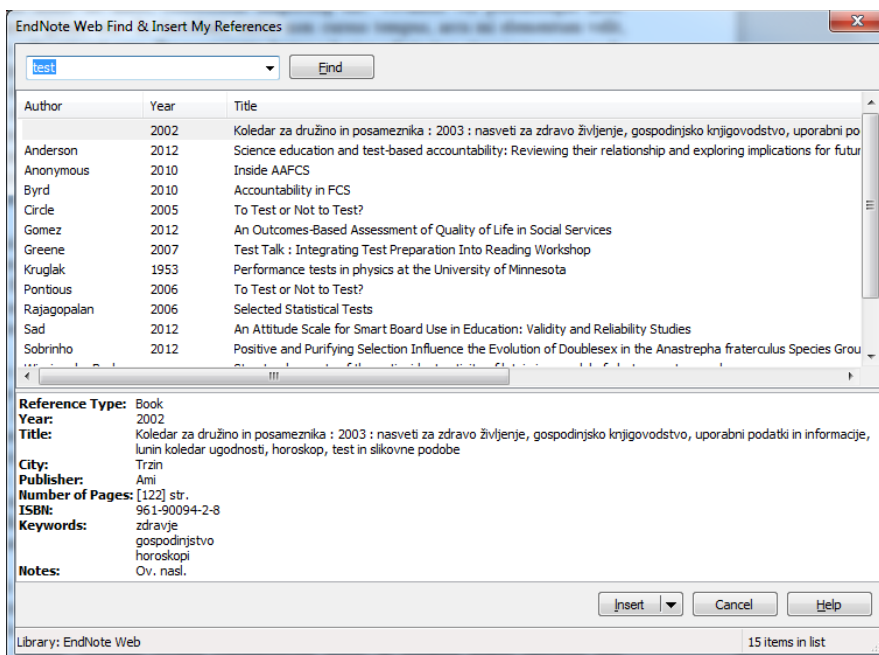 EndNote Web Find & Insert My References
test
Find
Author Year Title
2002 Koledar za družino in posameznika : 2003 : nasveti za zdravo življenje, gospodinjsko knjigovodstvo, uporabni po
Anderson 2012 Science education and test-based accountability: Reviewing their relationship and exploring implications for futur
Anonymous 2010 Inside AAFCS
Byrd 2010 Accountability in FCS
Circle 2005 To Test or Not to Test?
Gomez 2012 An Outcomes-Based Assessment of Quality of Life in Social Services
Greene 2007 Test Talk : Integrating Test Preparation Into Reading Workshop
Kruglak 1953 Performance tests in physics at the University of Minnesota
Pontious 2006 To Test or Not to Test?
Rajagopalan 2006 Selected Statistical Tests
Sad 2012 An Attitude Scale for Smart Board Use in Education: Validity and Reliability Studies
Sobrinho 2012 Positive and Purifying Selection Influence the Evolution of Doublesex in the Anastrepha fraterculus Species Grou
Reference Type: Book
Year: 2002
Title: Koledar za družino in posameznika : 2003 : nasveti za zdravo življenje, gospodinjsko knjigovodstvo, uporabni podatki in informacije,
lunin koledar ugodnosti, horoskop, test in slikovne podobe
City: Trzin
Publisher: Ami
Number of Pages: [122] str.
ISBN: 961-90094-2-8
Keywords: zdravje
gospodinjstvo
horoskopi
Notes: Ov. nasl.
Insert Cancel Help
Library: EndNote Web 15 items in list